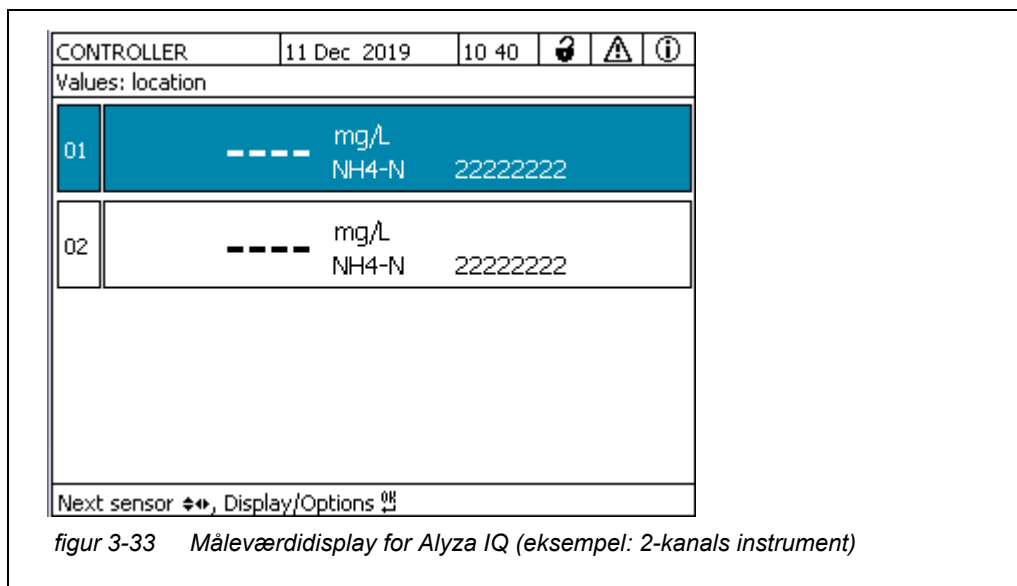 CONTROLLER 11 Dec 2019 10 40
Values: location
01 ---- mg/L
NH4-N 22222222
02 ---- mg/L
NH4-N 22222222
Next sensor, Display/Options OK
figur 3-33 Måleværdidisplay for Alyza IQ (eksempel: 2-kanals instrument)